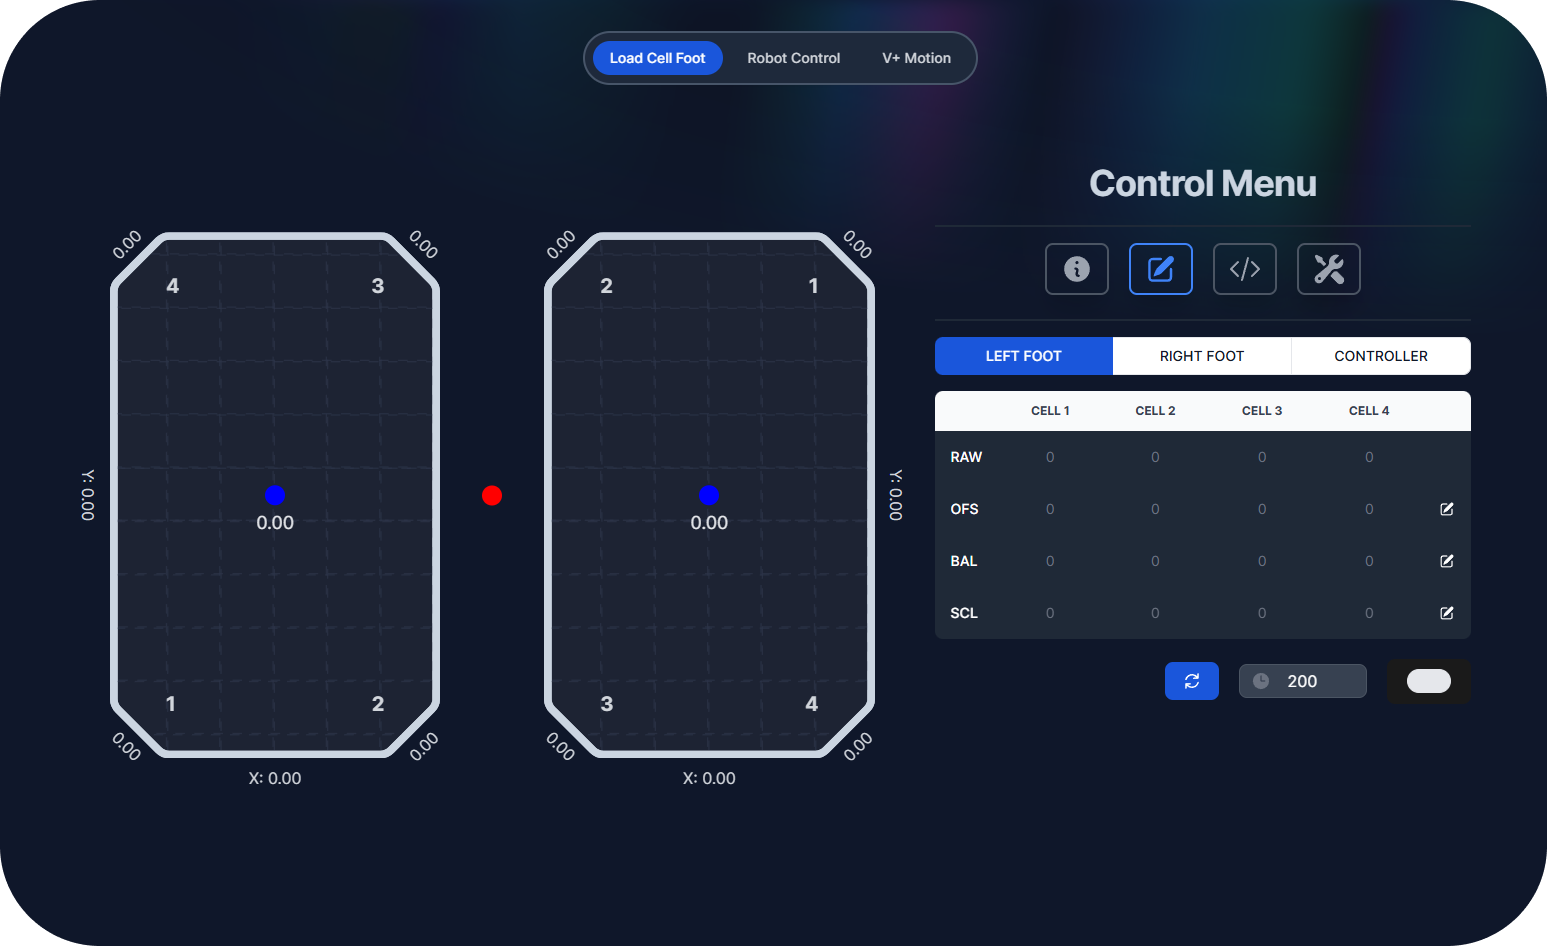 Load Cell Foot Robot Control V+ Motion
Control Menu
0.00 0.00 0.00 0.00
4 3 2 1
LEFT FOOT RIGHT FOOT CONTROLLER
CELL 1 CELL 2 CELL 3 CELL 4
RAW 0 0 0 0
OFS 0 0 0 0
BAL 0 0 0 0
SCL 0 0 0 0
Y: 0.00 Y: 0.00
0.00 0.00
200
1 2 3 4
0.00 0.00 0.00 0.00
X: 0.00 X: 0.00